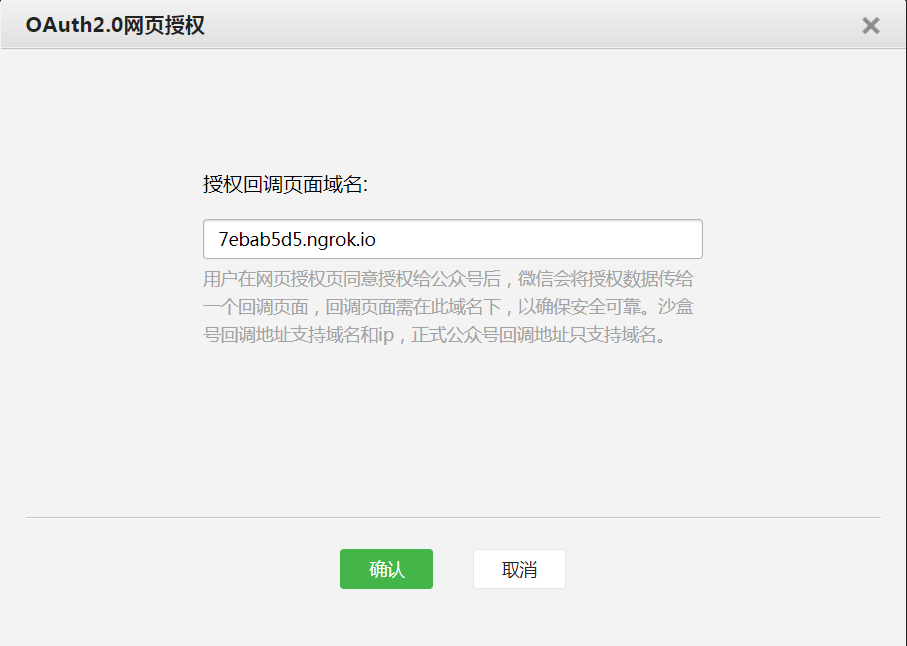 OAuth2.0网页授权
授权回调页面域名:
7ebab5d5.ngrok.io
用户在网页授权页同意授权给公众号后，微信会将授权数据传给
一个回调页面，回调页面需在此域名下，以确保安全可靠。沙盒
号回调地址支持域名和ip，正式公众号回调地址只支持域名。
确认
取消